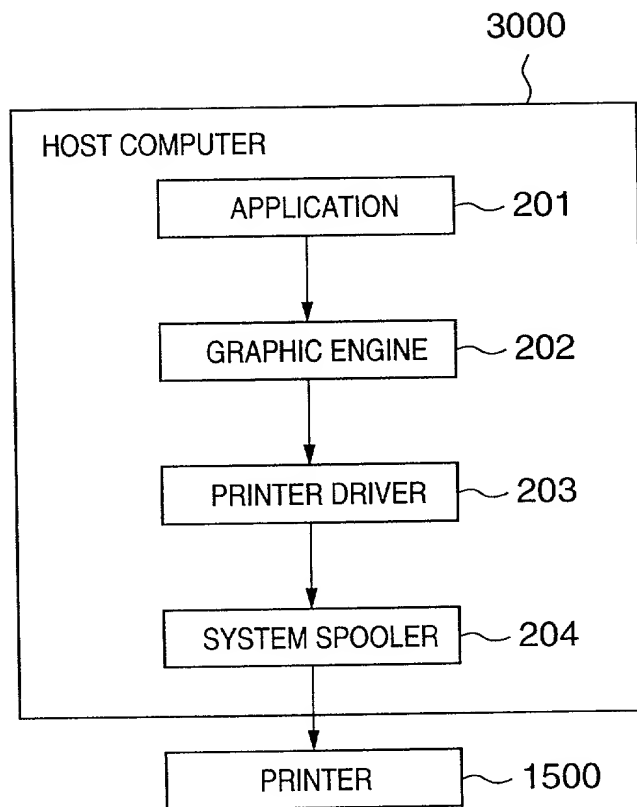 3000
HOST COMPUTER
APPLICATION 201
GRAPHIC ENGINE 202
PRINTER DRIVER 203
SYSTEM SPOOLER 204
PRINTER 1500